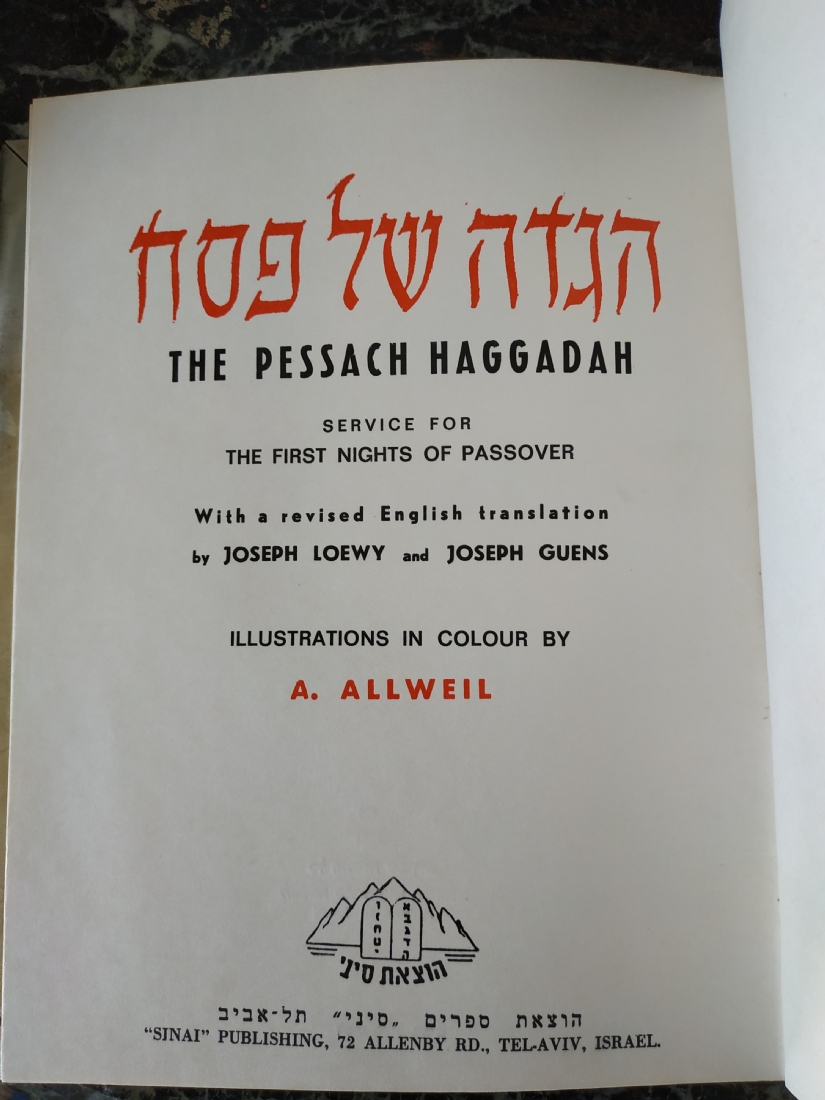 הגדה של פסח
THE PESSACH HAGGADAH
SERVICE FOR
THE FIRST NIGHTS OF PASSOVER
With a revised English translation
by JOSEPH LOEWY and JOSEPH GUENS
ILLUSTRATIONS IN COLOUR BY
A. ALLWEIL
א ו
ב ז
ג ח
ד ט
ה י
הוצאת סיני
הוצאת ספרים „סיני” תל-אביב
“SINAI” PUBLISHING, 72 ALLENBY RD., TEL-AVIV, ISRAEL.